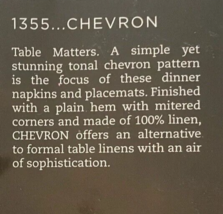 1355...CHEVRON
Table Matters. A simple yet
stunning tonal chevron pattern
is the focus of these dinner
napkins and placemats. Finished
with a plain hem with mitered
corners and made of 100% linen,
CHEVRON offers an alternative
to formal table linens with an air
of sophistication.